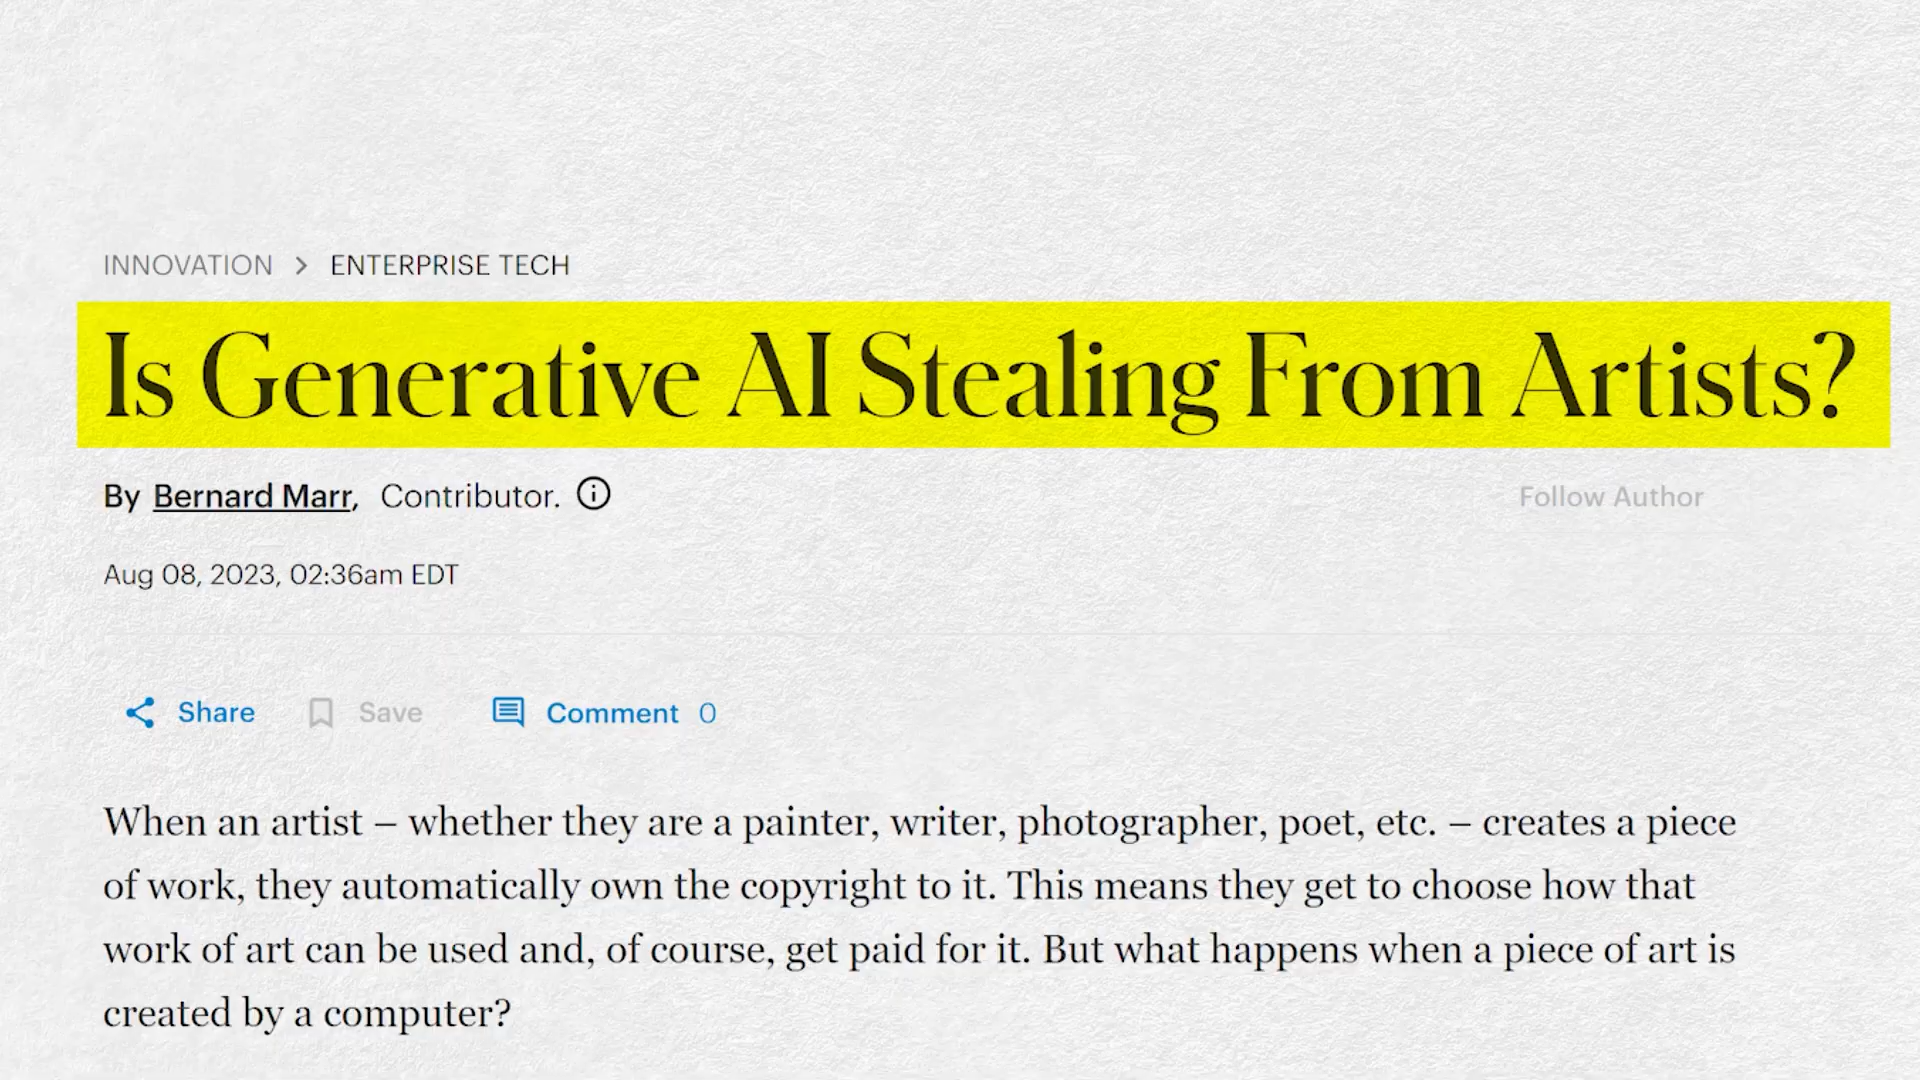 INNOVATION > ENTERPRISE TECH
Is Generative AI Stealing From Artists?
By Bernard Marr, Contributor.
Follow Author
Aug 08, 2023, 02:36am EDT
Share Save Comment 0
When an artist – whether they are a painter, writer, photographer, poet, etc. – creates a piece
of work, they automatically own the copyright to it. This means they get to choose how that
work of art can be used and, of course, get paid for it. But what happens when a piece of art is
created by a computer?